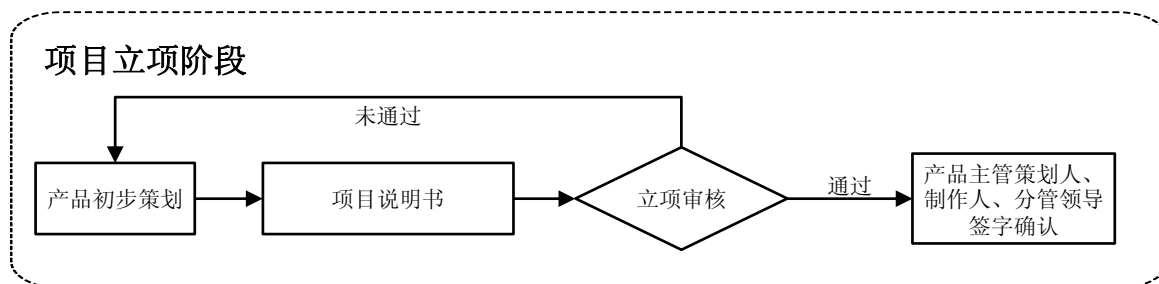 项目立项阶段
未通过
产品初步策划
项目说明书
立项审核
通过
产品主管策划人、
制作人、分管领导
签字确认